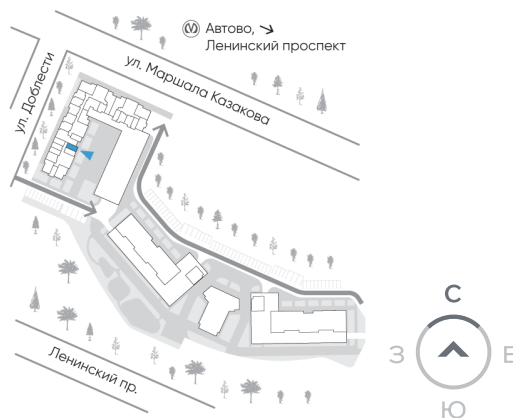 Автово, ↘
Ленинский проспект
ул. Доблести
ул. Маршала Казакова
Ленинский пр.
С
З
В
Ю